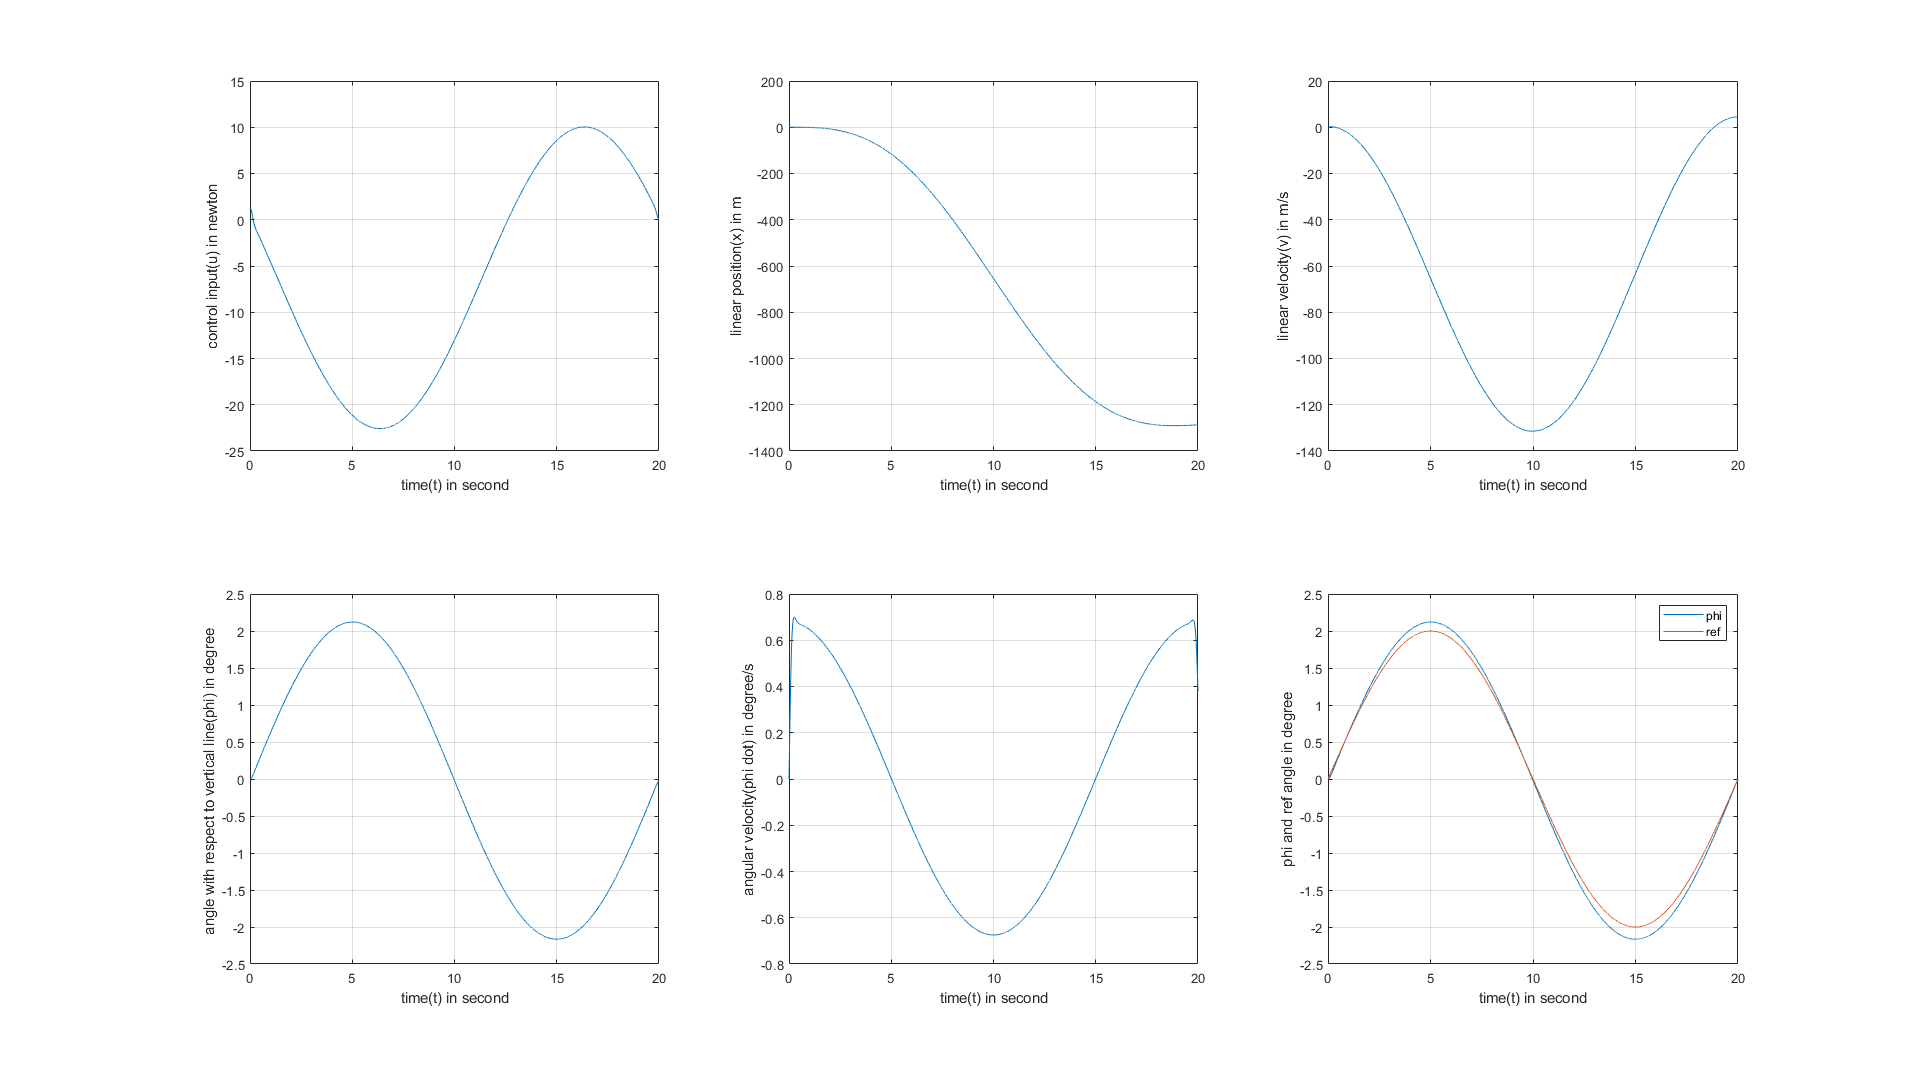 15
10
5
0
-5
-10
-15
-20
-25
0 5 10 15 20
control input(u) in newton
time(t) in second
200
0
-200
-400
-600
-800
-1000
-1200
-1400
0 5 10 15 20
linear position(x) in m
time(t) in second
20
0
-20
-40
-60
-80
-100
-120
-140
0 5 10 15 20
linear velocity(v) in m/s
time(t) in second
2.5
2
1.5
1
0.5
0
-0.5
-1
-1.5
-2
-2.5
0 5 10 15 20
angle with respect to vertical line(phi) in degree
time(t) in second
0.8
0.6
0.4
0.2
0
-0.2
-0.4
-0.6
-0.8
0 5 10 15 20
angular velocity(phi dot) in degree/s
time(t) in second
2.5
2
1.5
1
0.5
0
-0.5
-1
-1.5
-2
-2.5
0 5 10 15 20
phi and ref angle in degree
time(t) in second
phi
ref